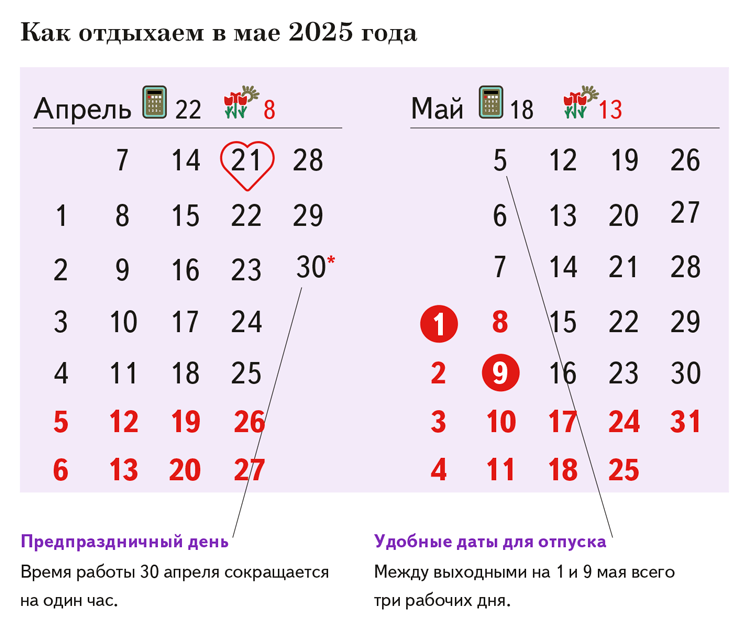 Как отдыхаем в мае 2025 года
Апрель 22 8
7 14 21 28
1 8 15 22 29
2 9 16 23 30*
3 10 17 24
4 11 18 25
5 12 19 26
6 13 20 27
Май 18 13
5 12 19 26
6 13 20 27
7 14 21 28
1 8 15 22 29
2 9 16 23 30
3 10 17 24 31
4 11 18 25
Предпраздничный день
Время работы 30 апреля сокращается
на один час.
Удобные даты для отпуска
Между выходными на 1 и 9 мая всего
три рабочих дня.